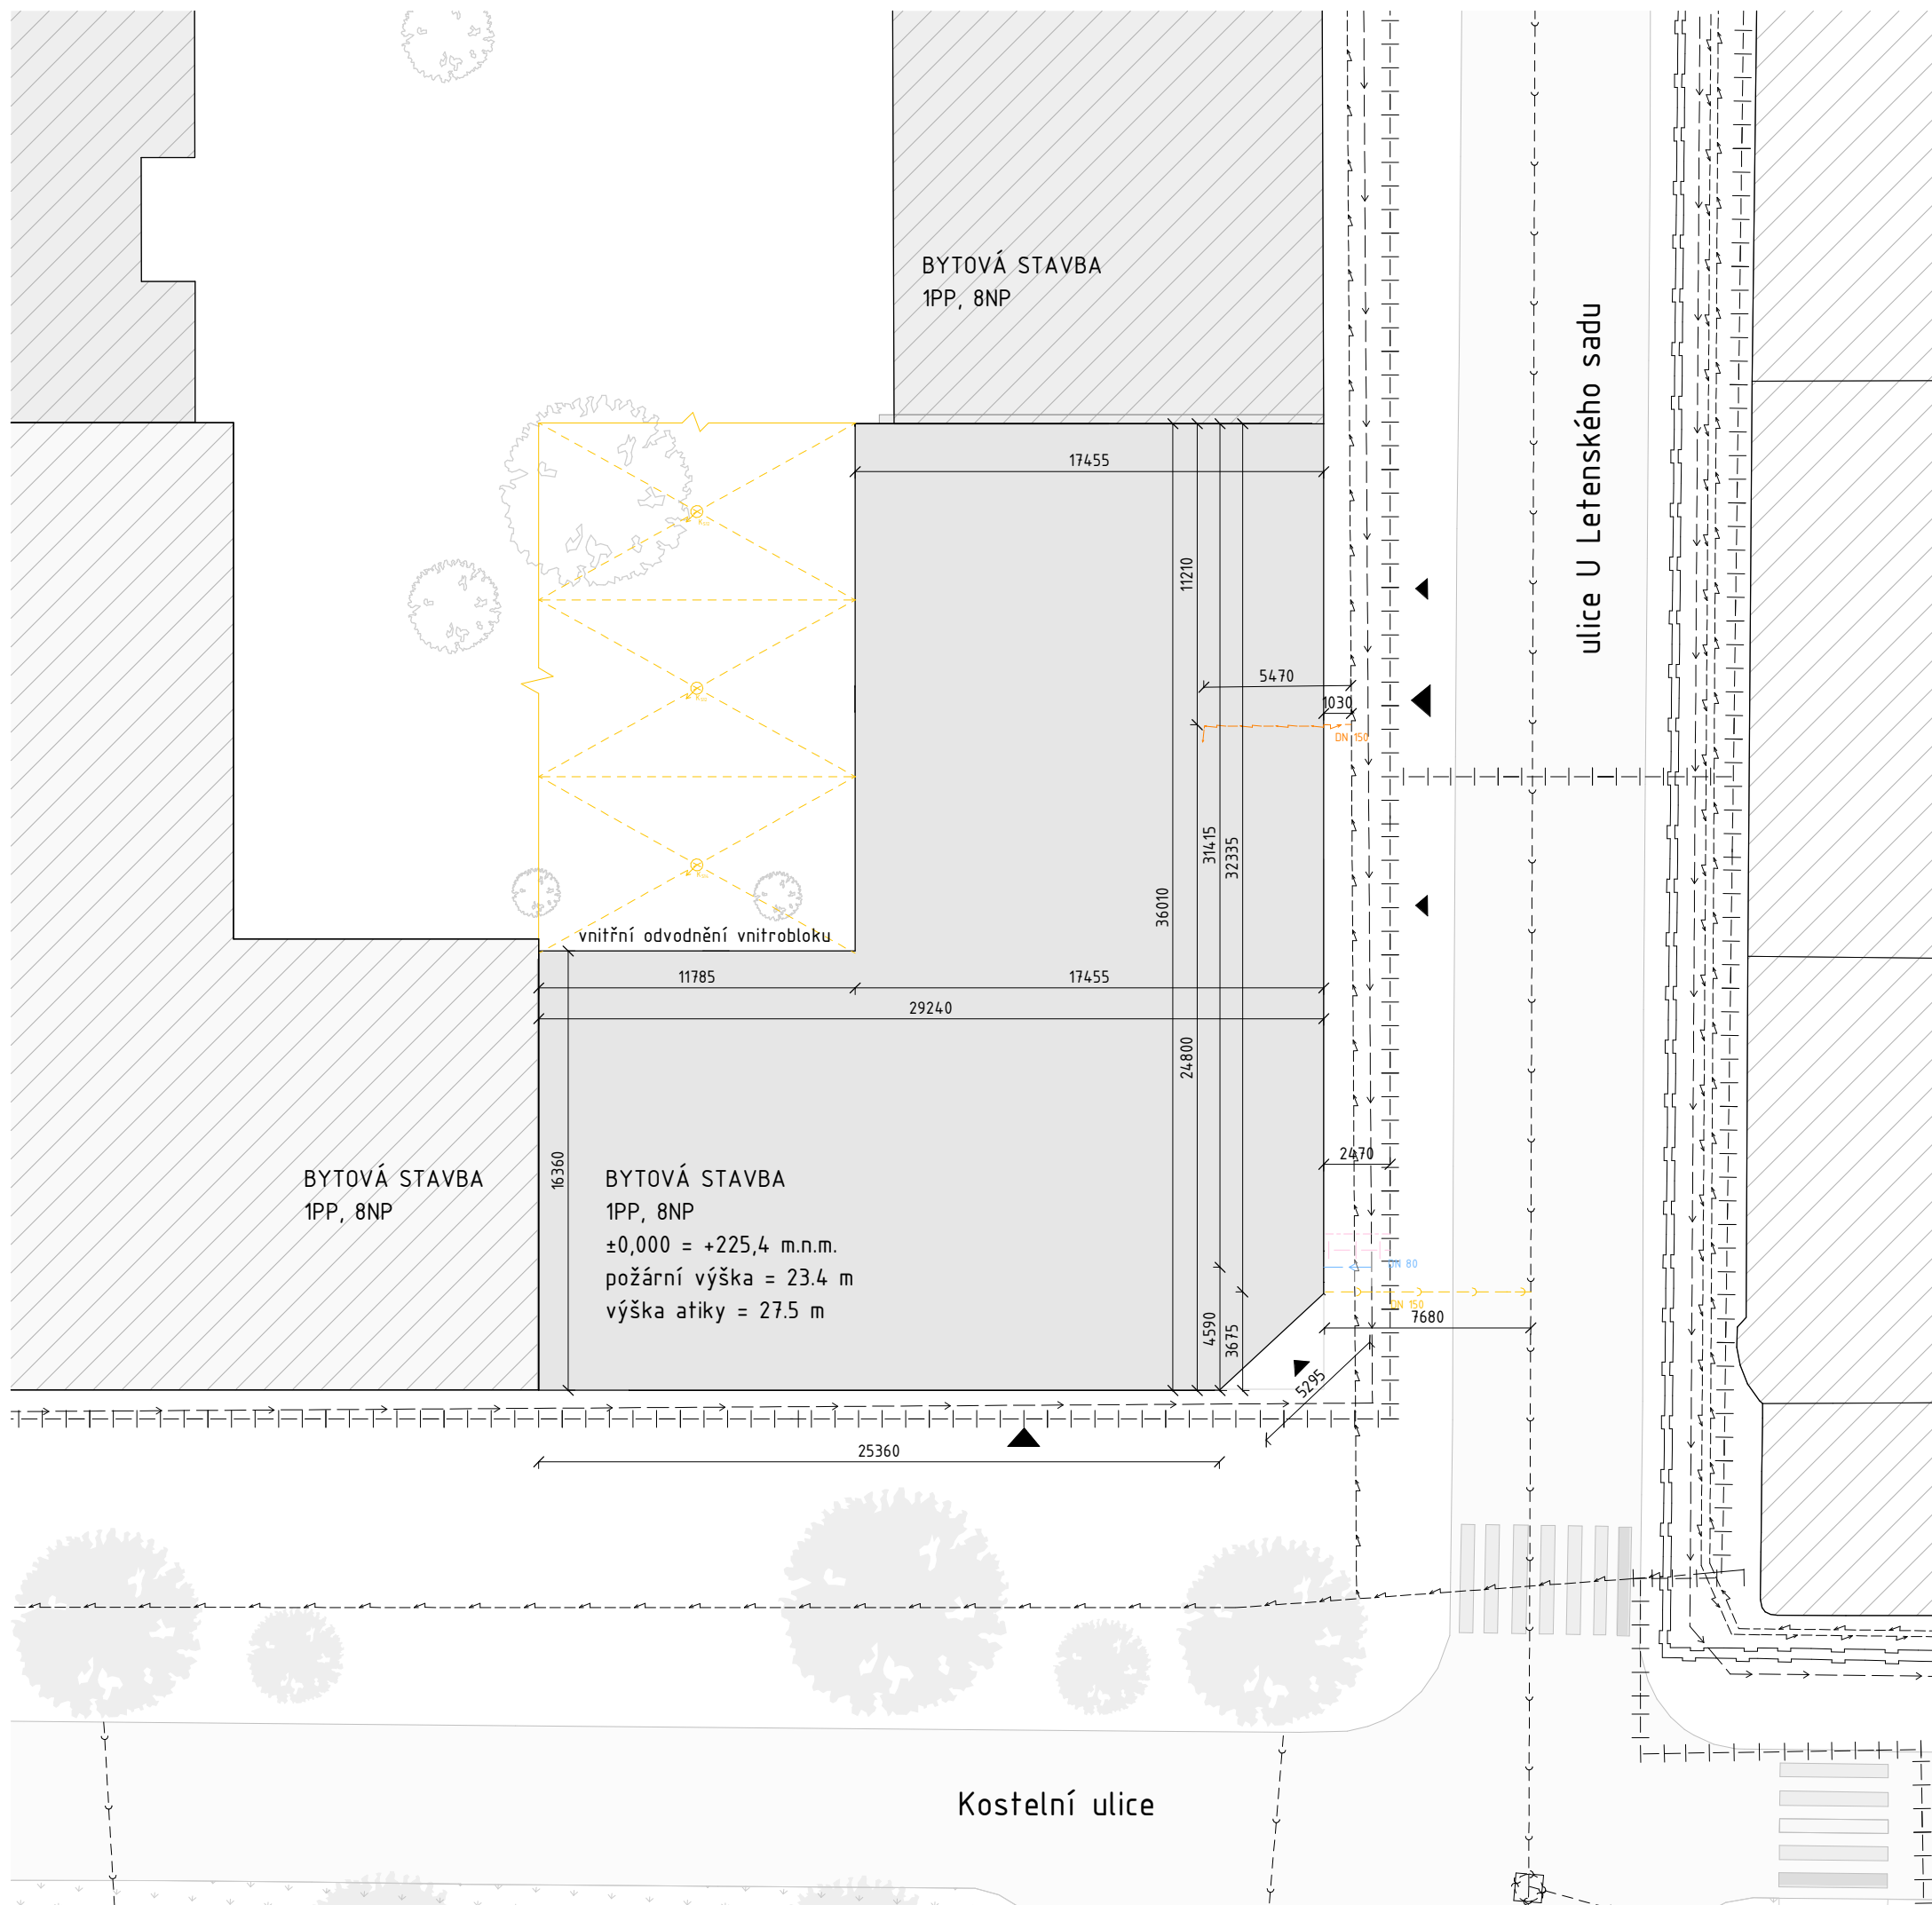 BYTOVÁ STAVBA
1PP, 8NP
ulice U Letenského sadu
17455
11210
5470
1030
DN 150
31415
32335
36010
vnitřní odvodnění vnitrobloku
11785
17455
29240
24800
2470
16360
BYTOVÁ STAVBA
1PP, 8NP
BYTOVÁ STAVBA
1PP, 8NP
±0,000 = +225,4 m.n.m.
požární výška = 23.4 m
výška atiky = 27.5 m
DN 80
DN 150
7680
4590
3675
5295
25360
Kostelní ulice